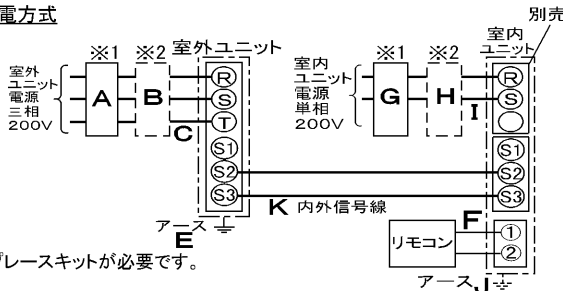 電方式
別売
※1
※2
室外ユニット
室外
ユニット
電源
三相
200V
A
B
C
R
S
T
S1
S2
S3
アース
E
※1
※2
室内
ユニット
室内
ユニット
電源
単相
200V
G
H
I
R
S
S1
S2
S3
K
内外信号線
F
リモコン
1
2
アース
J
プレースキットが必要です。